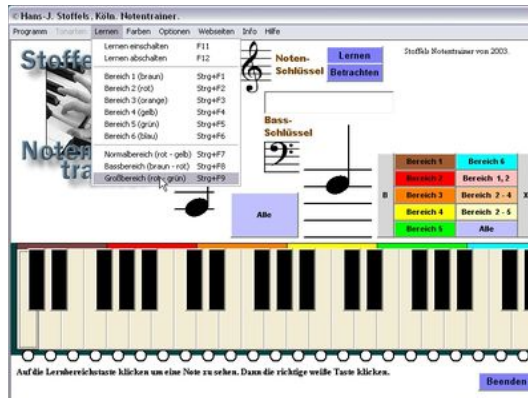 © Hans-J. Stoffels, Köln. Notentrainer.
Programm Tonarten Lernen Farben Optionen Webseiten Info Hilfe
Lernen einschalten F11
Lernen abschalten F12
Bereich 1 (braun) Strg+F1
Bereich 2 (rot) Strg+F2
Bereich 3 (orange) Strg+F3
Bereich 4 (gelb) Strg+F4
Bereich 5 (grün) Strg+F5
Bereich 6 (blau) Strg+F6
Normalbereich (rot - gelb) Strg+F7
Bassbereich (braun - rot) Strg+F8
Großbereich (rot - grün) Strg+F9
Stoffe
Noten
tra
Noten-
Schlüssel
Lernen
Betrachten
Stoffels Notentrainer von 2003.
Bass-
Schlüssel
Alle
Bereich 1 Bereich 6
Bereich 2 Bereich 1, 2
B Bereich 3 Bereich 2 - 4 X
Bereich 4 Bereich 2 - 5
Bereich 5 Alle
Auf die Lernbereichstaste klicken um eine Note zu sehen. Dann die richtige weiße Taste klicken.
Beenden